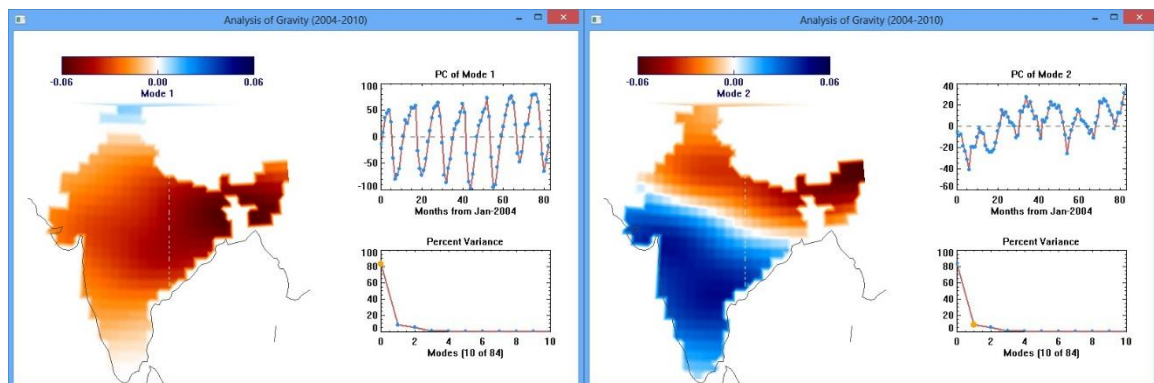 Analysis of Gravity (2004-2010)
-0.06 0.00 0.06
Mode 1
PC of Mode 1
100
50
0
-50
-100
0 20 40 60 80
Months from Jan-2004
Percent Variance
100
80
60
40
20
0
0 2 4 6 8 10
Modes (10 of 84)
Analysis of Gravity (2004-2010)
-0.06 0.00 0.06
Mode 2
PC of Mode 2
40
20
0
-20
-40
-60
0 20 40 60 80
Months from Jan-2004
Percent Variance
100
80
60
40
20
0
0 2 4 6 8 10
Modes (10 of 84)